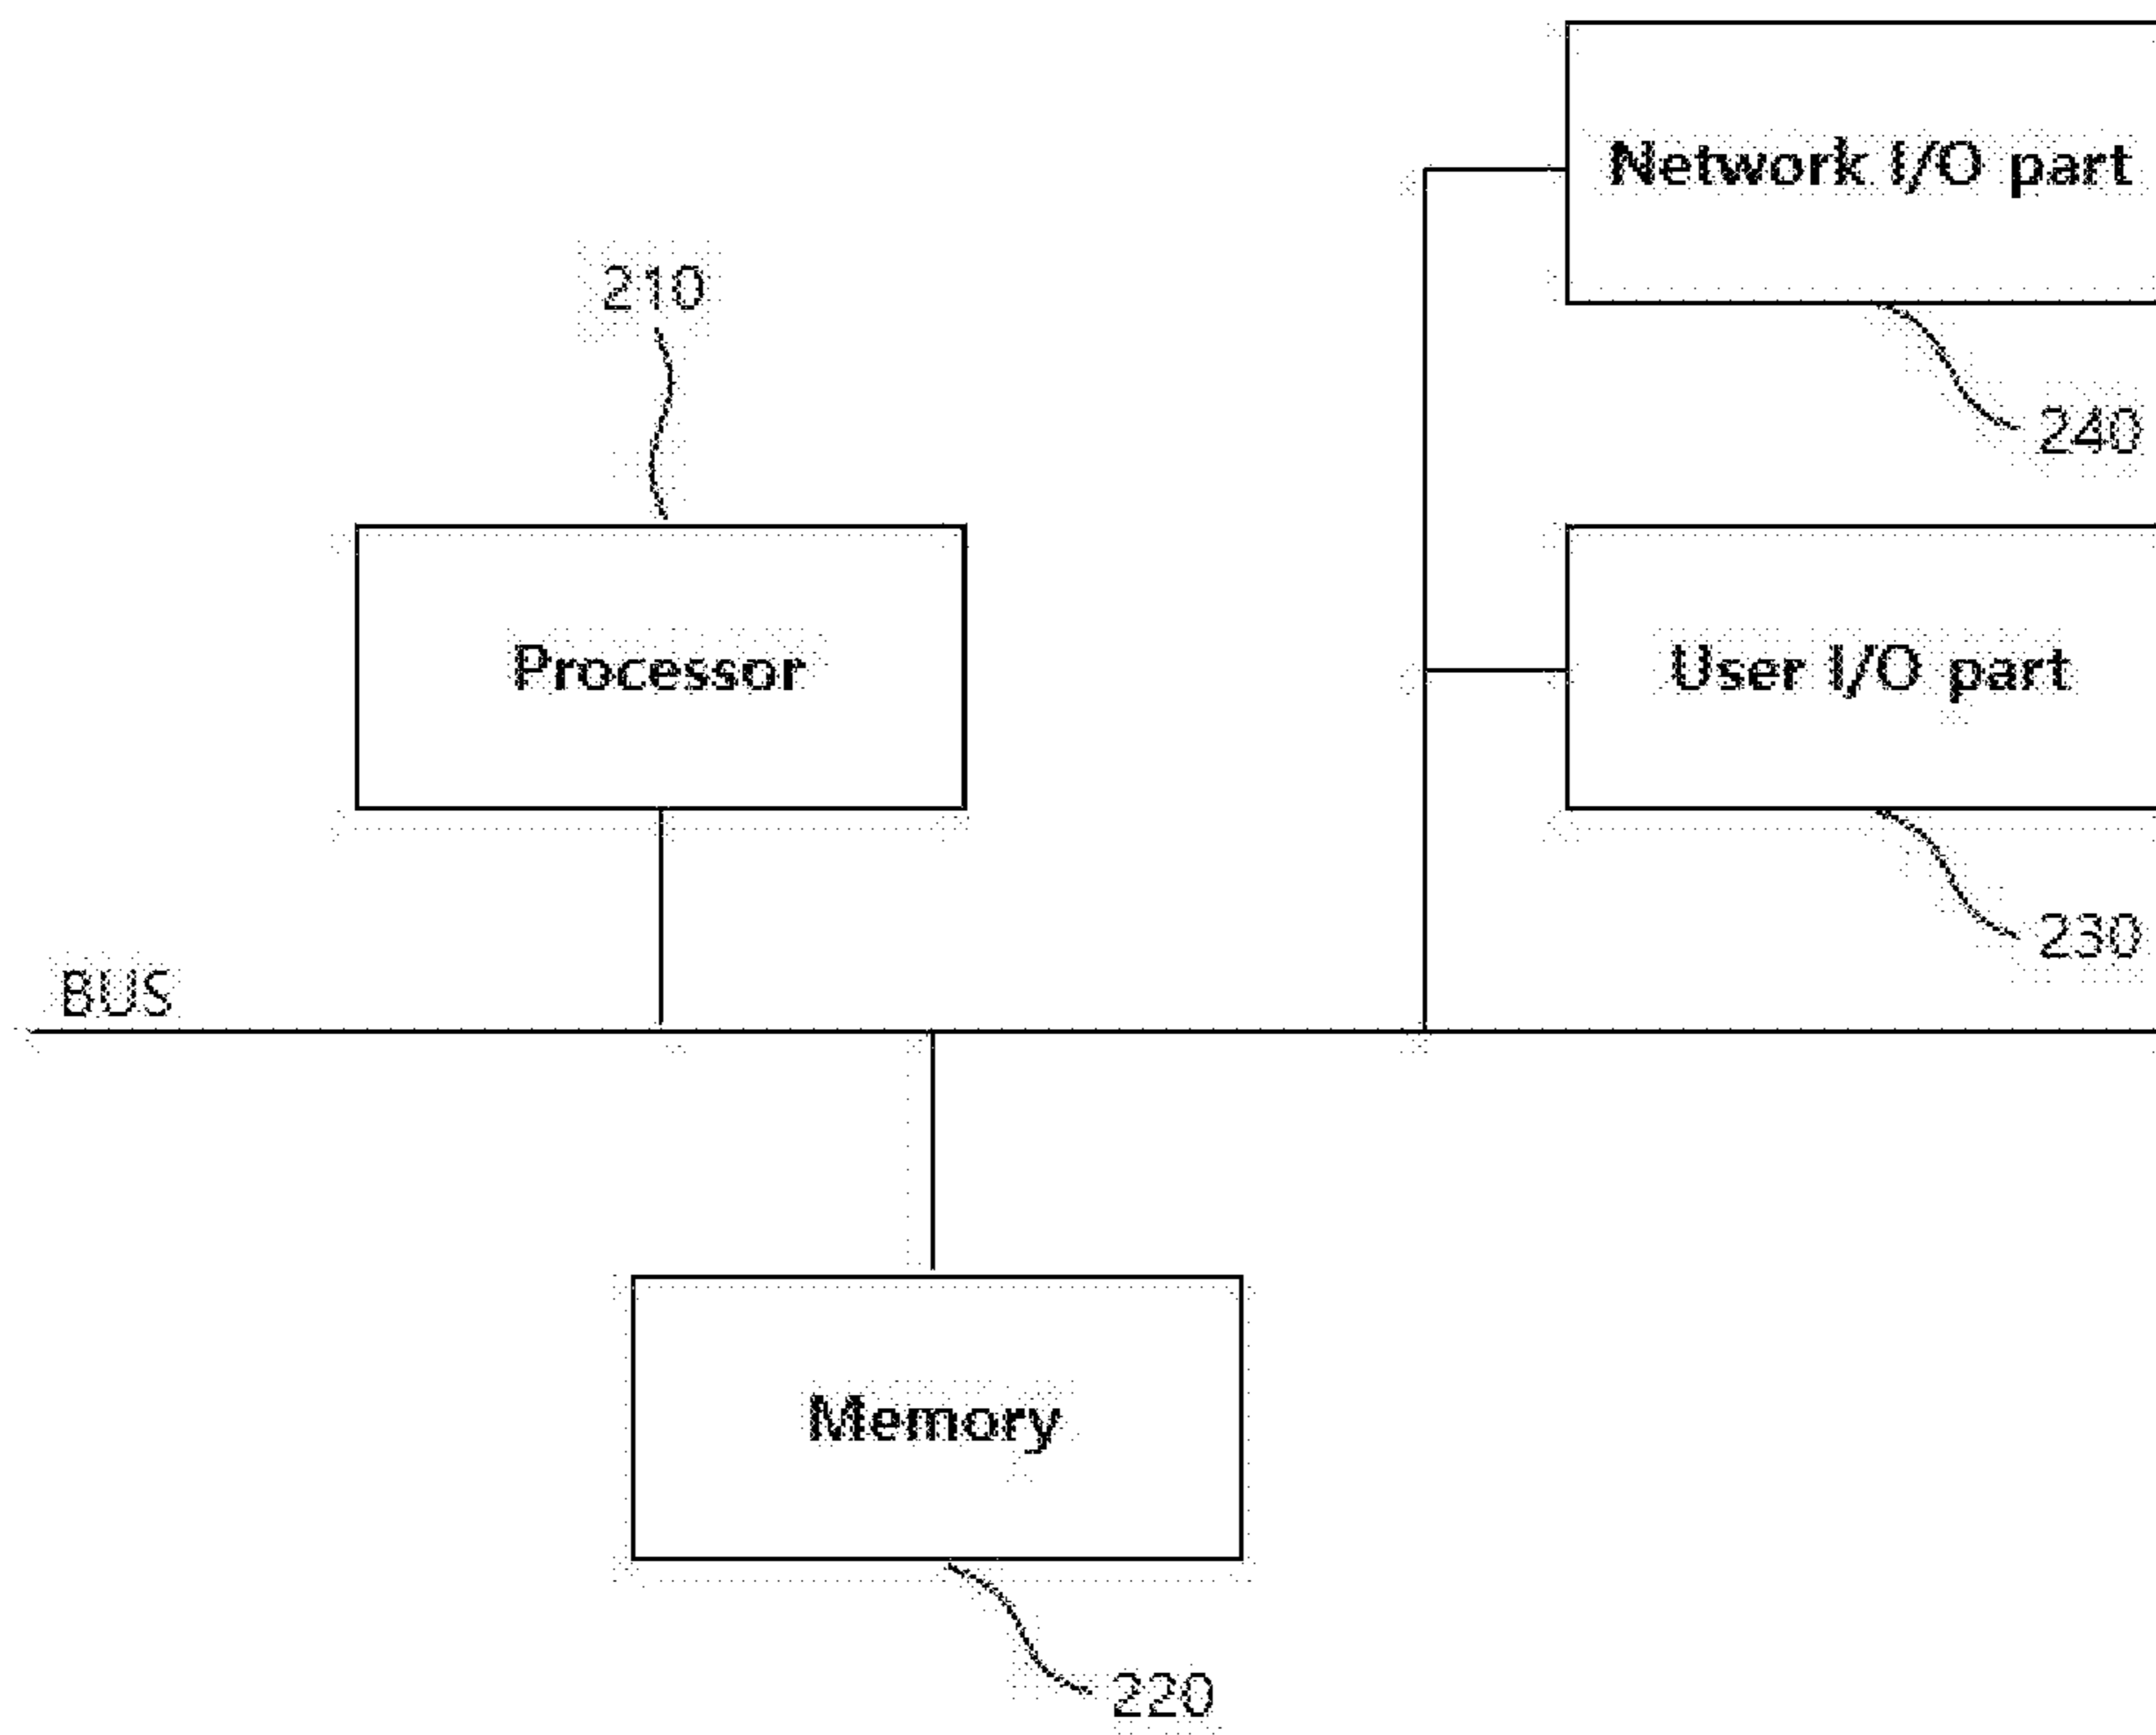 Network I/O part
210
240
Processor
User I/O part
230
BUS
Memory
220